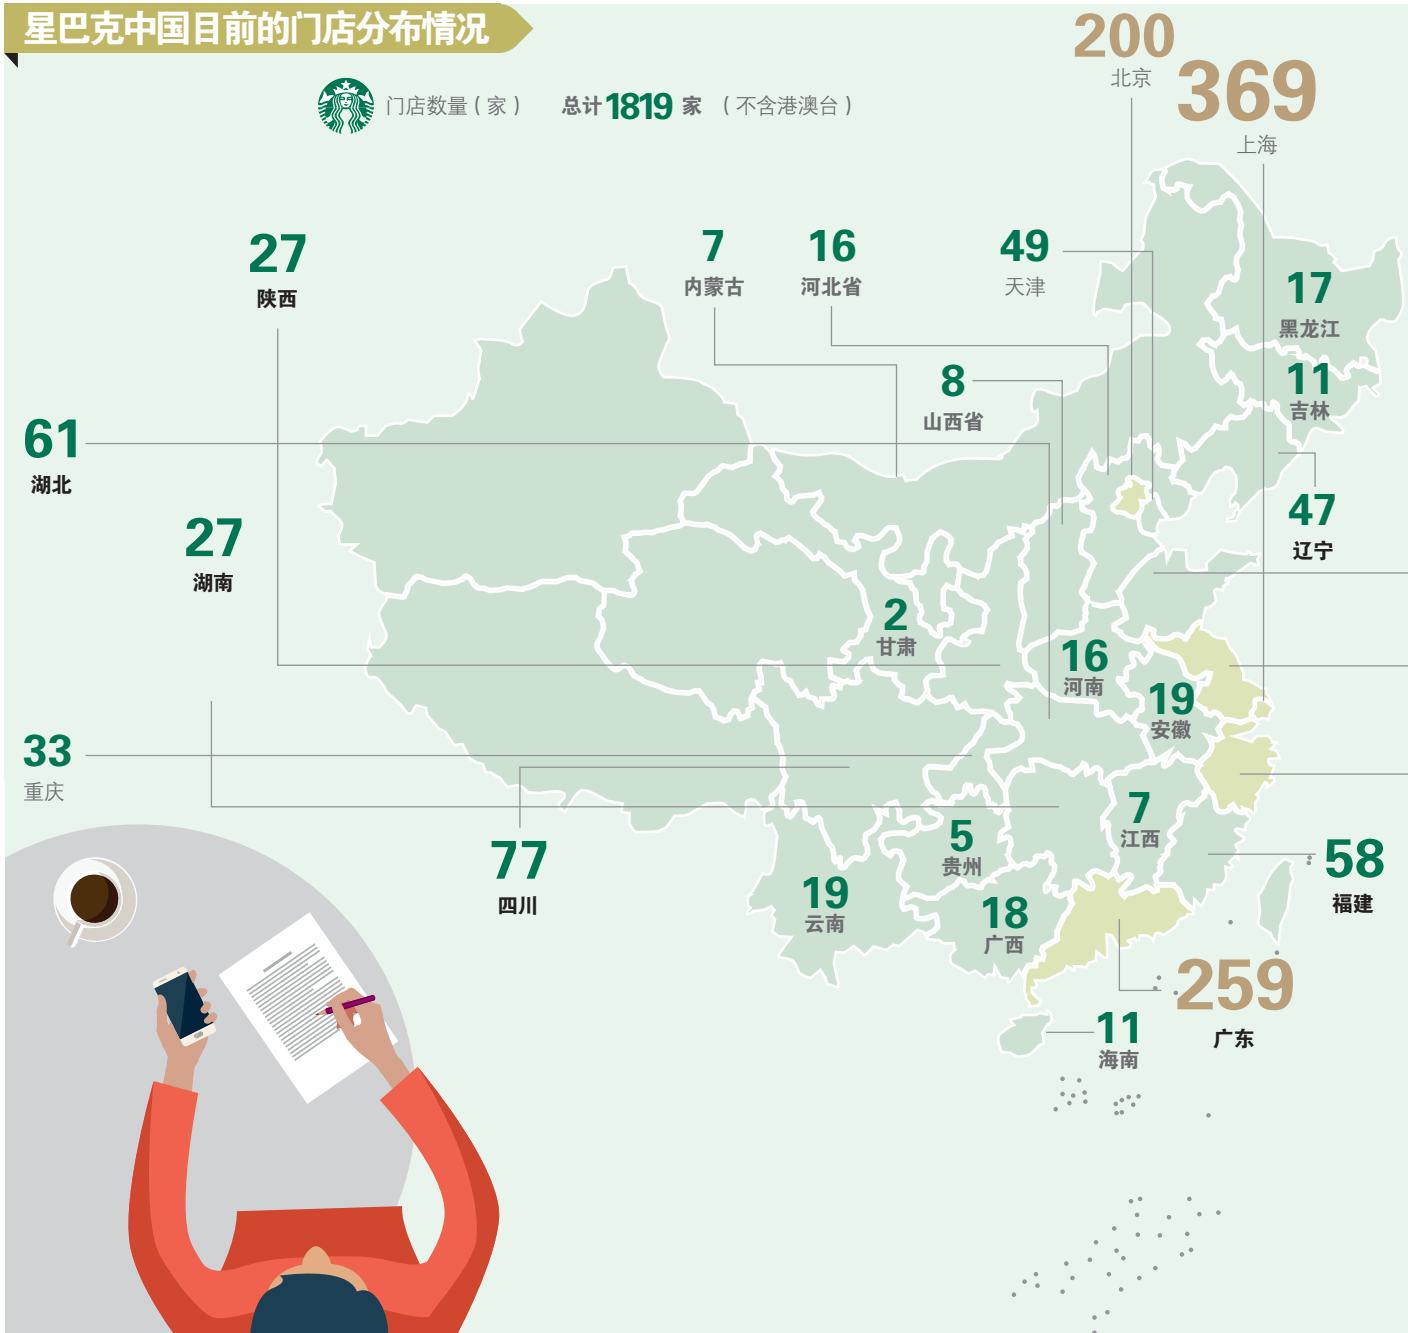 星巴克中国目前的门店分布情况
门店数量（家） 总计1819 家 （不含港澳台）
200
北京
369
上海
27
陕西
7
内蒙古
16
河北省
49
天津
17
黑龙江
8
山西省
11
吉林
61
湖北
47
辽宁
27
湖南
2
甘肃
16
河南
19
安徽
33
重庆
77
四川
5
贵州
7
江西
58
福建
19
云南
18
广西
259
广东
11
海南